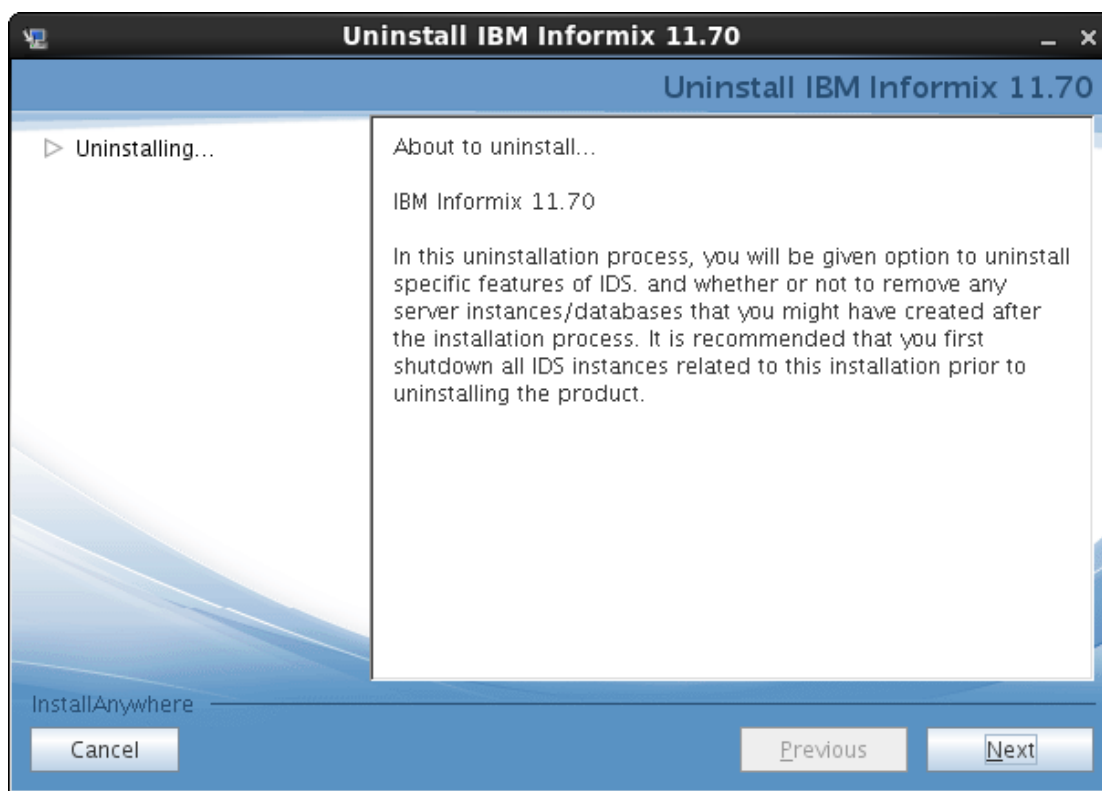 Uninstall IBM Informix 11.70
Uninstall IBM Informix 11.70
Uninstalling...
About to uninstall...
IBM Informix 11.70
In this uninstallation process, you will be given option to uninstall
specific features of IDS. and whether or not to remove any
server instances/databases that you might have created after
the installation process. It is recommended that you first
shutdown all IDS instances related to this installation prior to
uninstalling the product.
InstallAnywhere
Cancel
Previous
Next